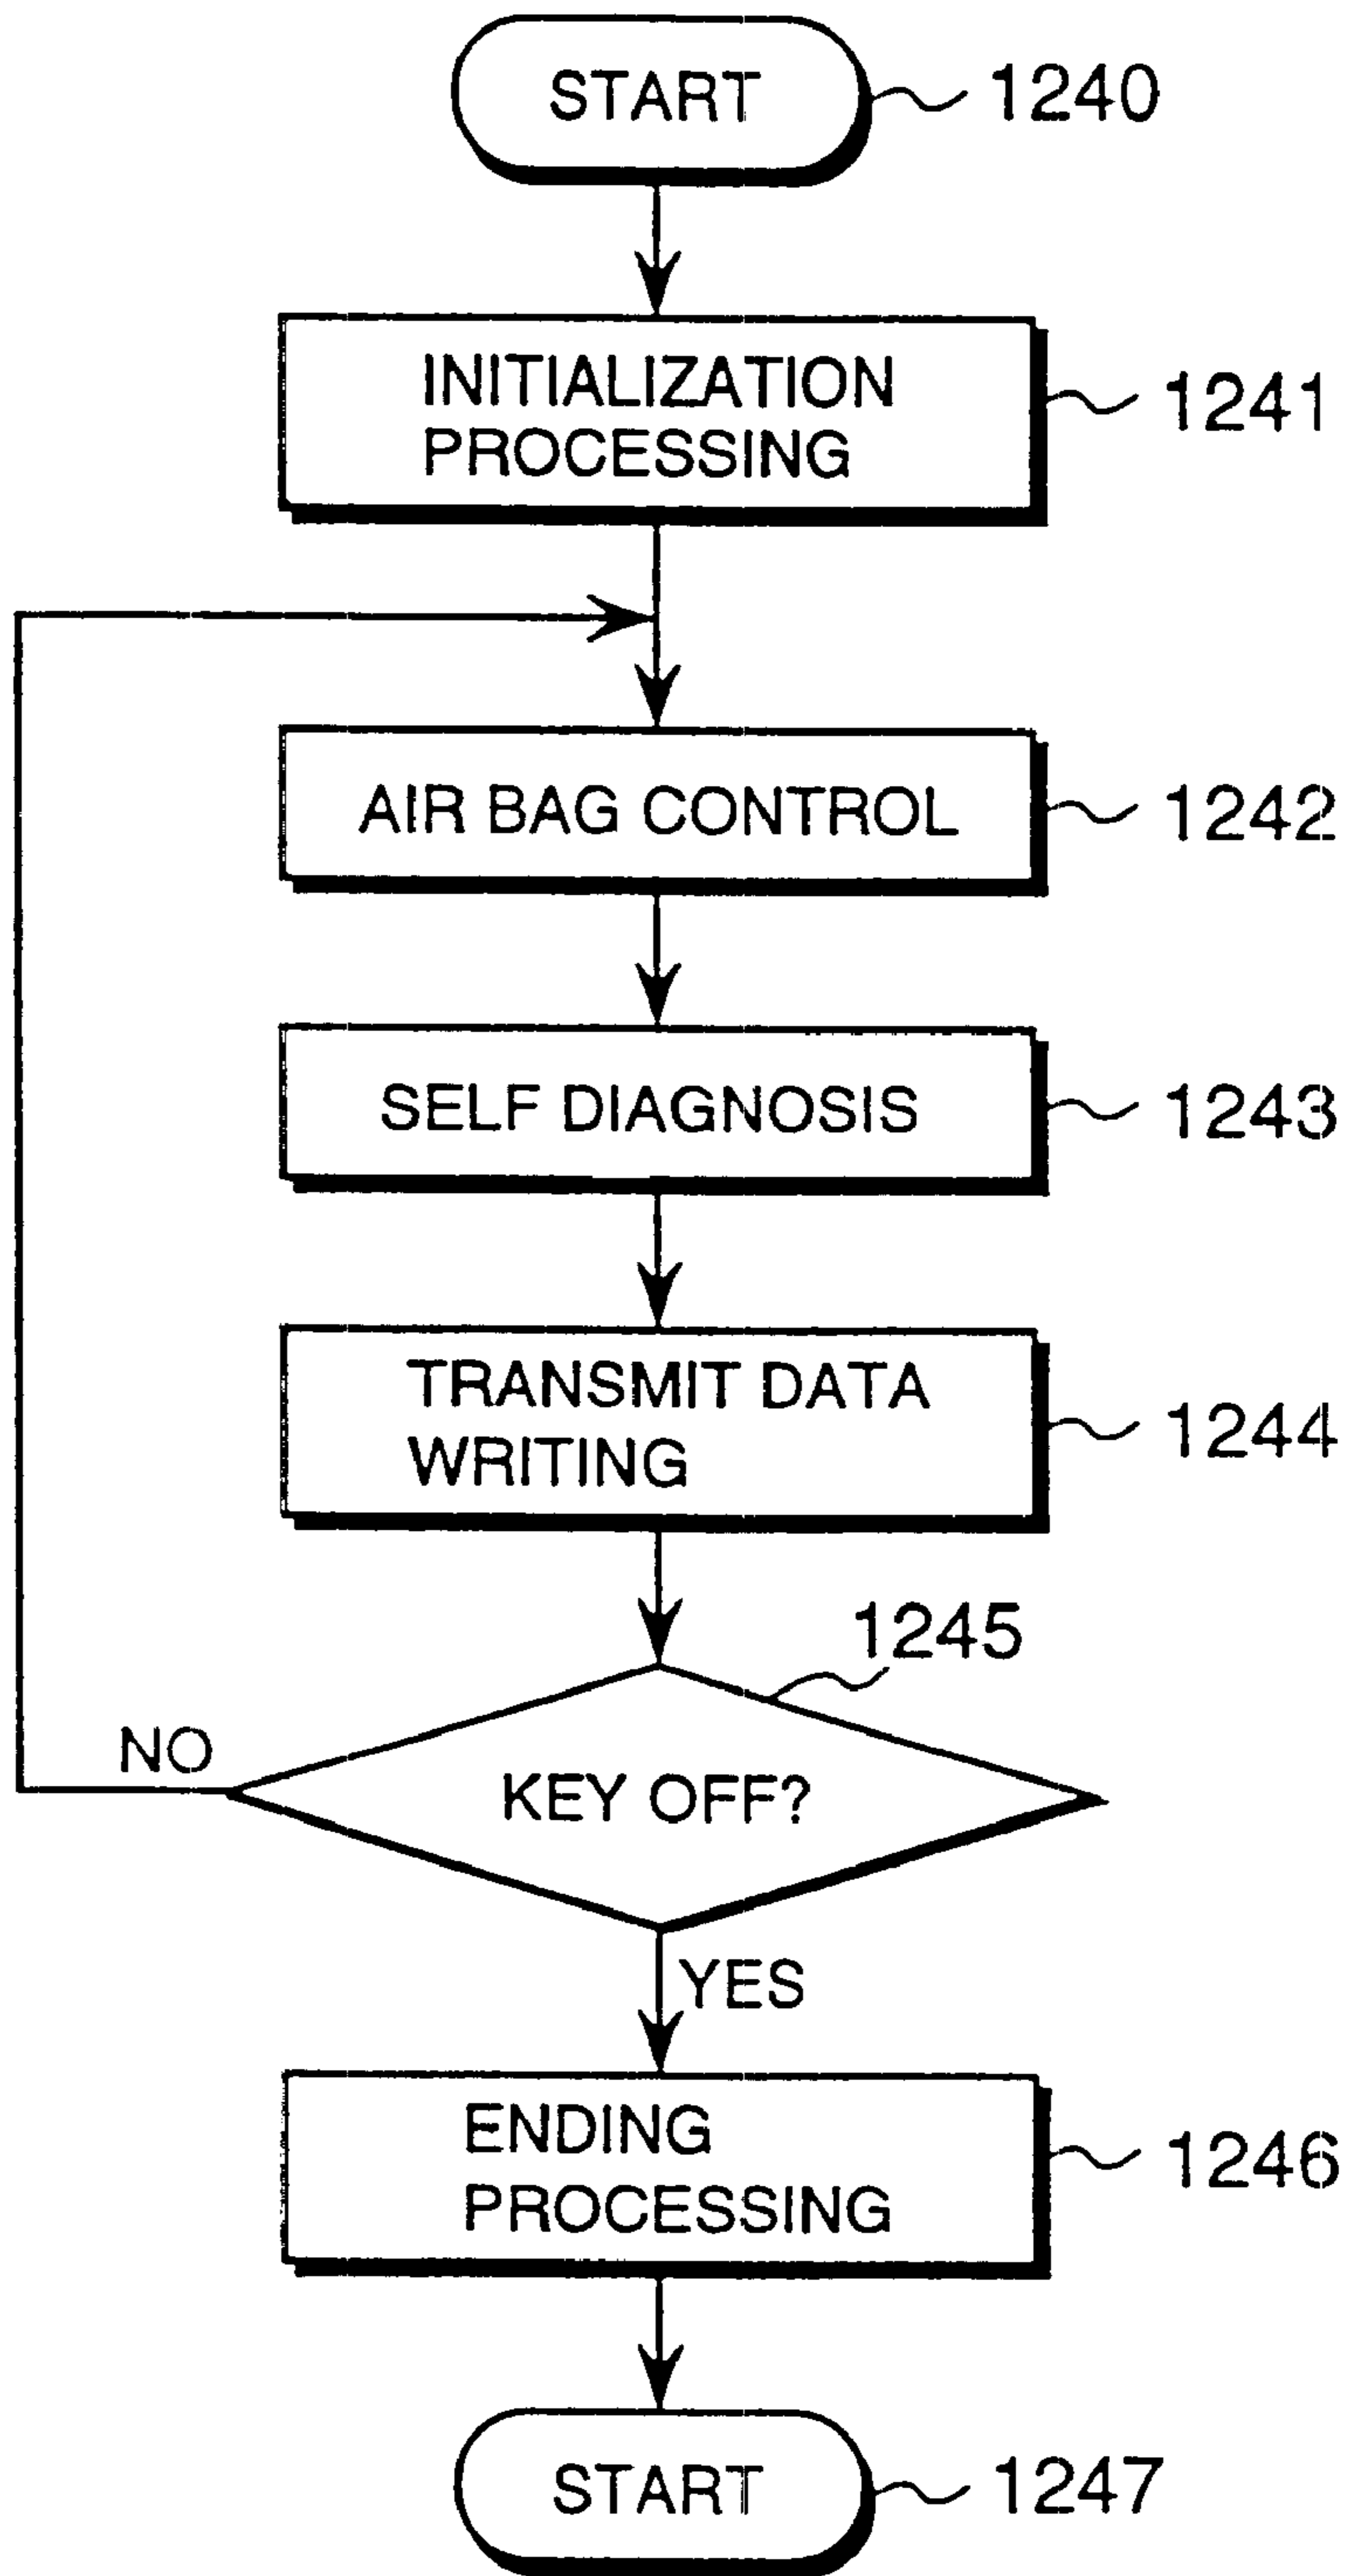 START 1240
INITIALIZATION
PROCESSING
1241
AIR BAG CONTROL 1242
SELF DIAGNOSIS 1243
TRANSMIT DATA
WRITING
1244
1245
NO
KEY OFF?
YES
ENDING
PROCESSING
1246
START 1247